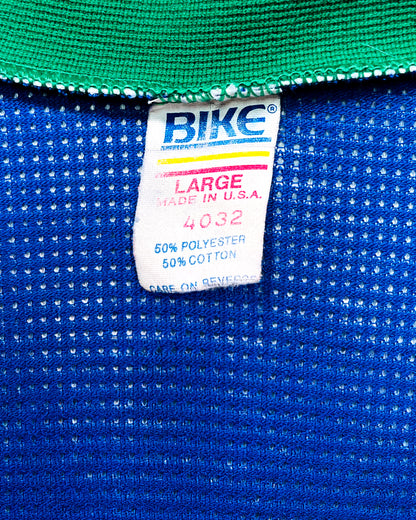 BIKE®
LARGE
MADE IN U.S.A.
4032
50% POLYESTER
50% COTTON
CARE ON REVERSE